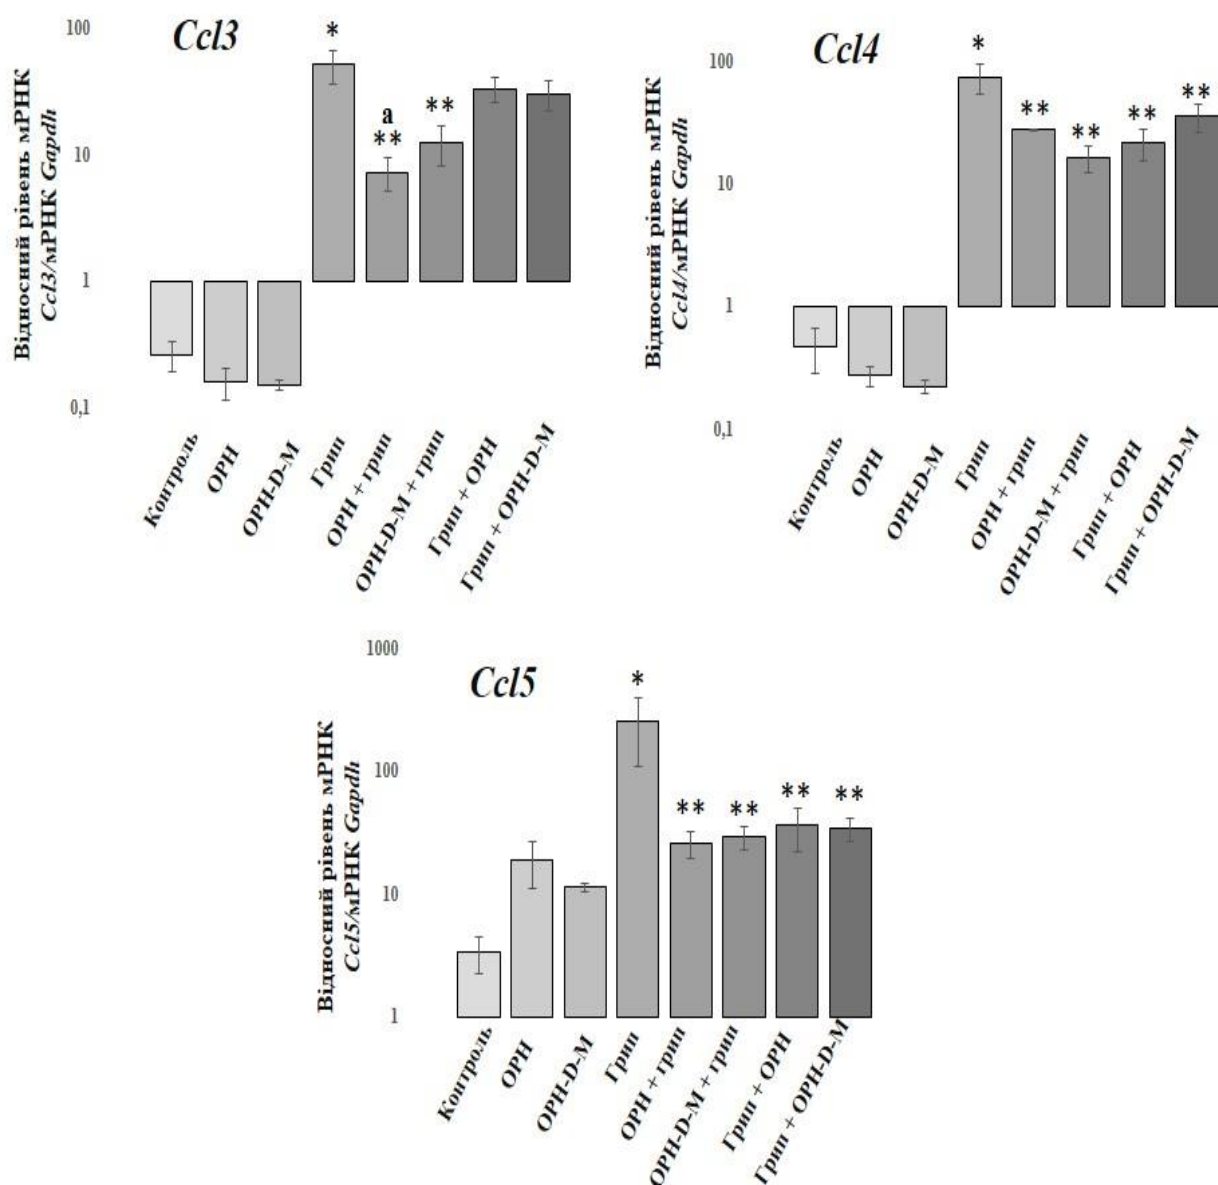 Ccl3
Відносний рівень мРНК
Ccl3/мРНК Gapdh
100
10
1
0,1
*
а
**
**
Контроль
ОРН
ОРН-D-M
Грип
ОРН + грип
ОРН-D-M + грип
Грип + ОРН
Грип + ОРН-D-M
Ccl4
Відносний рівень мРНК
Ccl4/мРНК Gapdh
100
10
1
0,1
*
**
**
**
**
Контроль
ОРН
ОРН-D-M
Грип
ОРН + грип
ОРН-D-M + грип
Грип + ОРН
Грип + ОРН-D-M
Ccl5
Відносний рівень мРНК
Ccl5/мРНК Gapdh
1000
100
10
1
*
**
**
**
**
Контроль
ОРН
ОРН-D-M
Грип
ОРН + грип
ОРН-D-M + грип
Грип + ОРН
Грип + ОРН-D-M